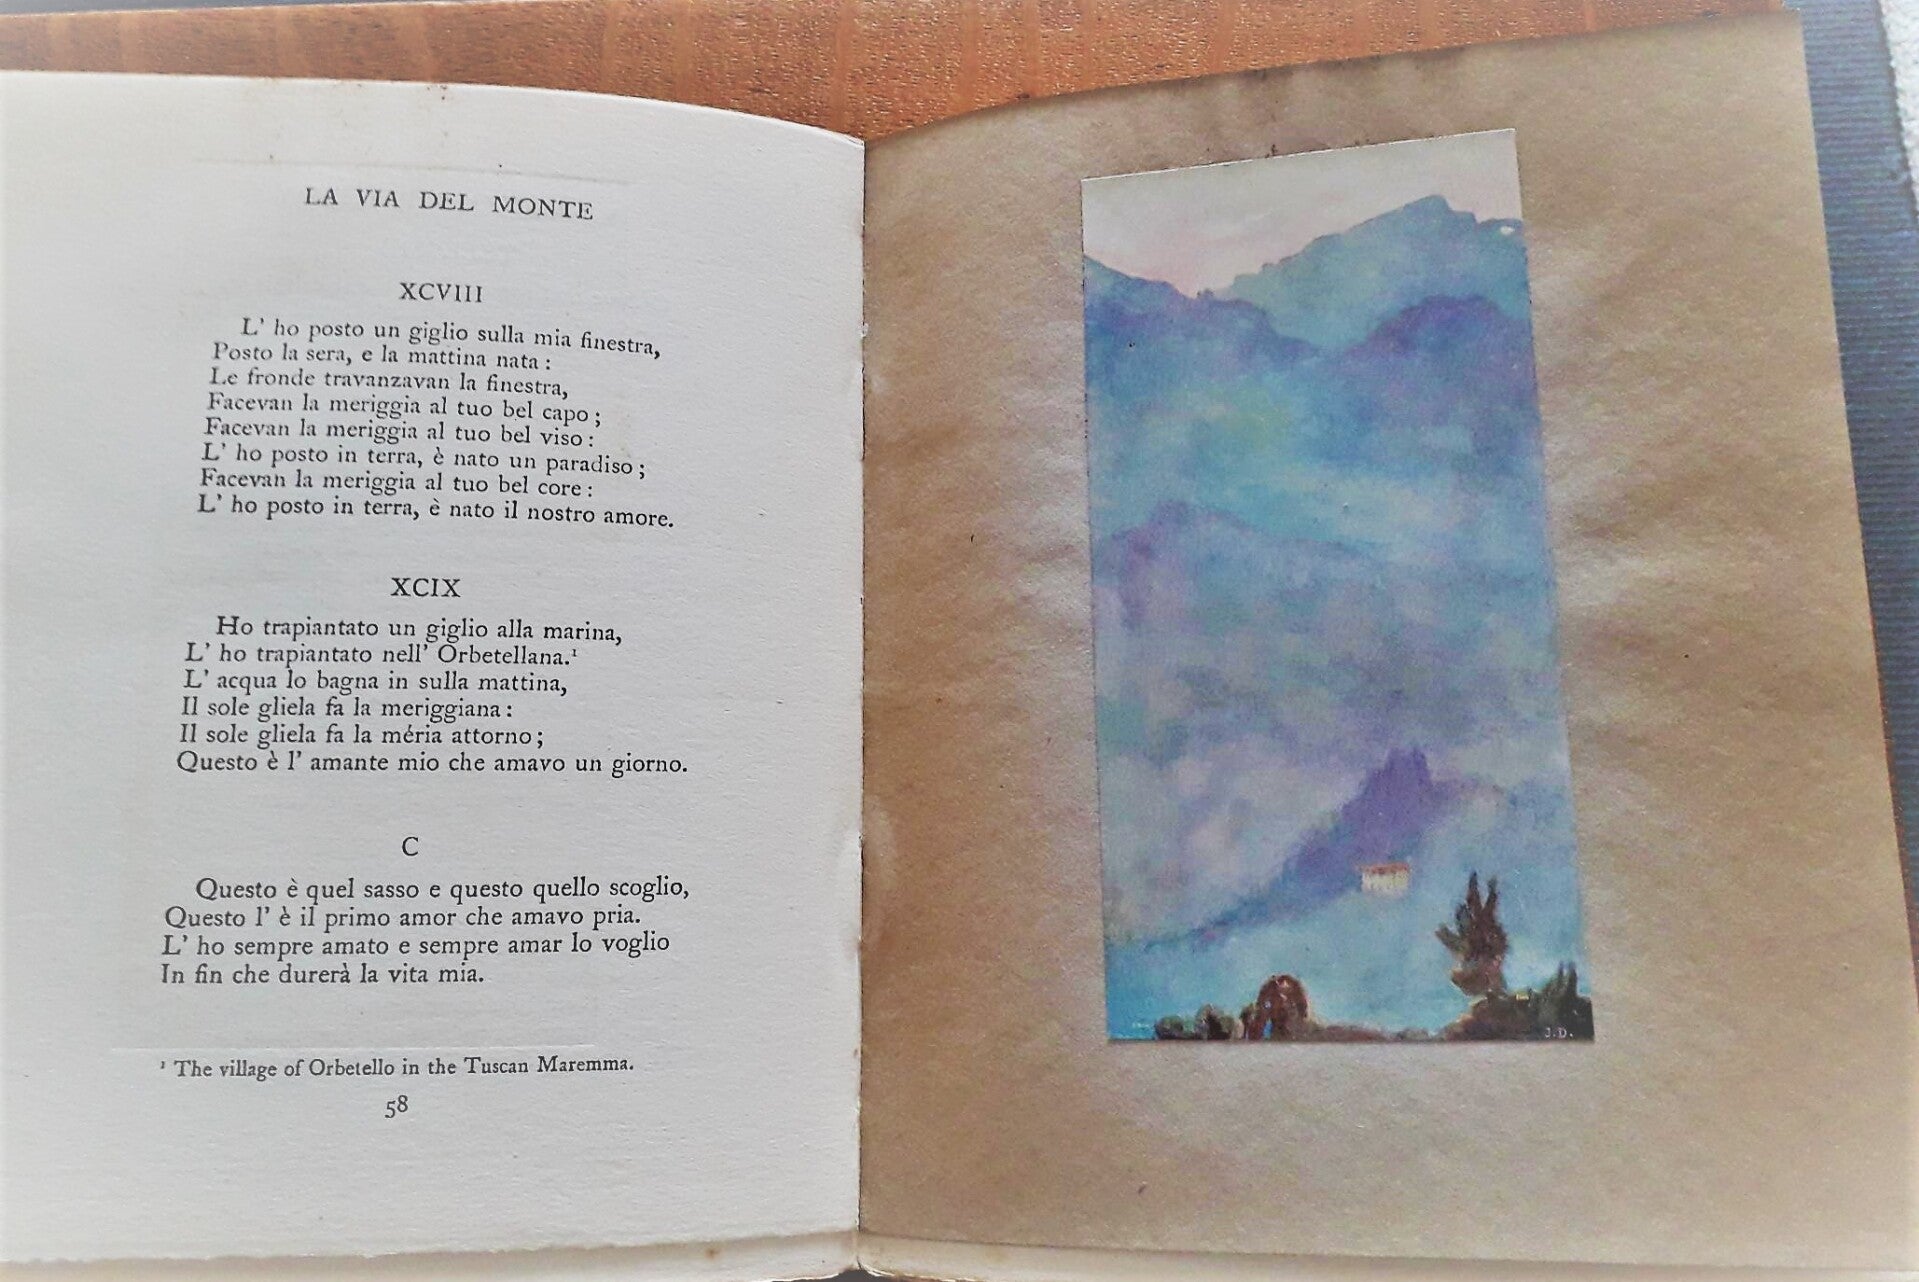 LA VIA DEL MONTE
XCVIII
L' ho posto un giglio sulla mia finestra,
Posto la sera, e la mattina nata :
Le fronde travanzavan la finestra,
Facevan la meriggia al tuo bel capo ;
Facevan la meriggia al tuo bel viso :
L' ho posto in terra, è nato un paradiso ;
Facevan la meriggia al tuo bel core :
L' ho posto in terra, è nato il nostro amore.
XCIX
Ho trapiantato un giglio alla marina,
L' ho trapiantato nell' Orbetellana.¹
L' acqua lo bagna in sulla mattina,
Il sole gliela fa la meriggiana :
Il sole gliela fa la méria attorno ;
Questo è l' amante mio che amavo un giorno.
C
Questo è quel sasso e questo quello scoglio,
Questo l' è il primo amor che amavo pria.
L' ho sempre amato e sempre amar lo voglio
In fin che durerà la vita mia.
¹ The village of Orbetello in the Tuscan Maremma.
58
J.D.